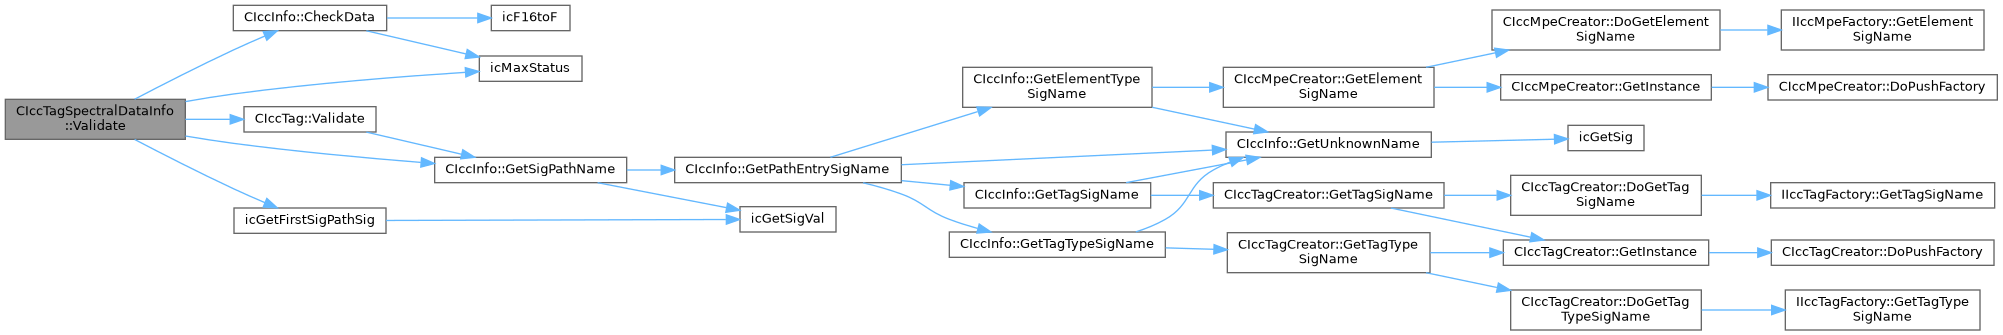 CIccTagSpectralDataInfo
::Validate
CIccInfo::CheckData
icF16toF
icMaxStatus
CIccTag::Validate
CIccInfo::GetSigPathName
icGetFirstSigPathSig
CIccInfo::GetPathEntrySigName
icGetSigVal
CIccInfo::GetElementType
SigName
CIccInfo::GetTagSigName
CIccInfo::GetTagTypeSigName
CIccMpeCreator::GetElement
SigName
CIccInfo::GetUnknownName
CIccTagCreator::GetTagSigName
CIccTagCreator::GetTagType
SigName
CIccMpeCreator::DoGetElement
SigName
CIccMpeCreator::GetInstance
icGetSig
CIccTagCreator::DoGetTag
SigName
CIccTagCreator::GetInstance
CIccTagCreator::DoGetTag
TypeSigName
IIccMpeFactory::GetElement
SigName
CIccMpeCreator::DoPushFactory
IIccTagFactory::GetTagSigName
CIccTagCreator::DoPushFactory
IIccTagFactory::GetTagType
SigName